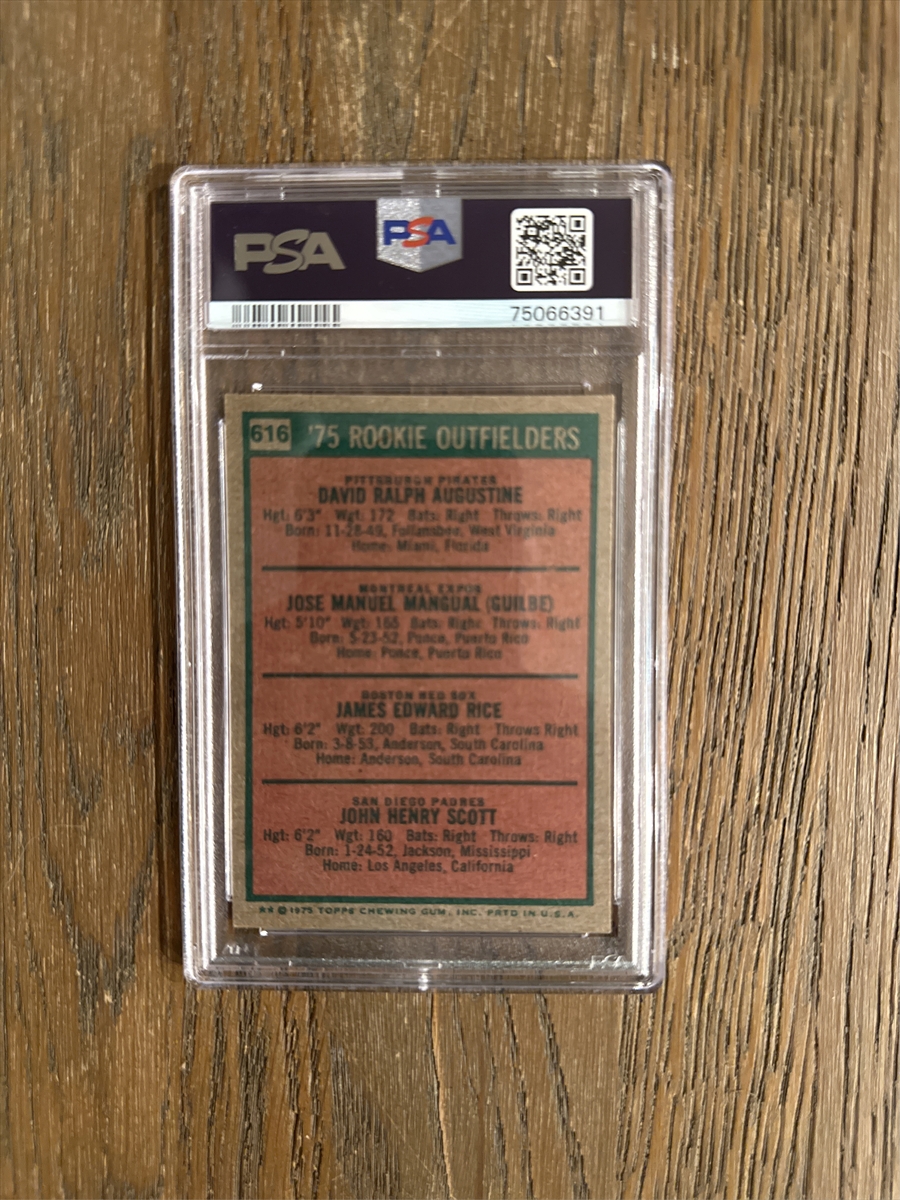 PSA PSA
75066391
616 '75 ROOKIE OUTFIELDERS
PITTSBURGH PIRATES
DAVID RALPH AUGUSTINE
Hgt: 6'3" Wgt: 172 Bats: Right Throws: Right
Born: 11-28-49, Follansbee, West Virginia
Home: Miami, Florida
MONTREAL EXPOS
JOSE MANUEL MANGUAL (GUILBE)
Hgt: 5'10" Wgt: 165 Bats: Right Throws: Right
Born: 5-23-52, Ponce, Puerto Rico
Home: Ponce, Puerto Rico
BOSTON RED SOX
JAMES EDWARD RICE
Hgt: 6'2" Wgt: 200 Bats: Right Throws Right
Born: 3-8-53, Anderson, South Carolina
Home: Anderson, South Carolina
SAN DIEGO PADRES
JOHN HENRY SCOTT
Hgt: 6'2" Wgt: 160 Bats: Right Throws: Right
Born: 1-24-52, Jackson, Mississippi
Home: Los Angeles, California
© 1975 TOPPS CHEWING GUM, INC. PRTD IN U.S.A.